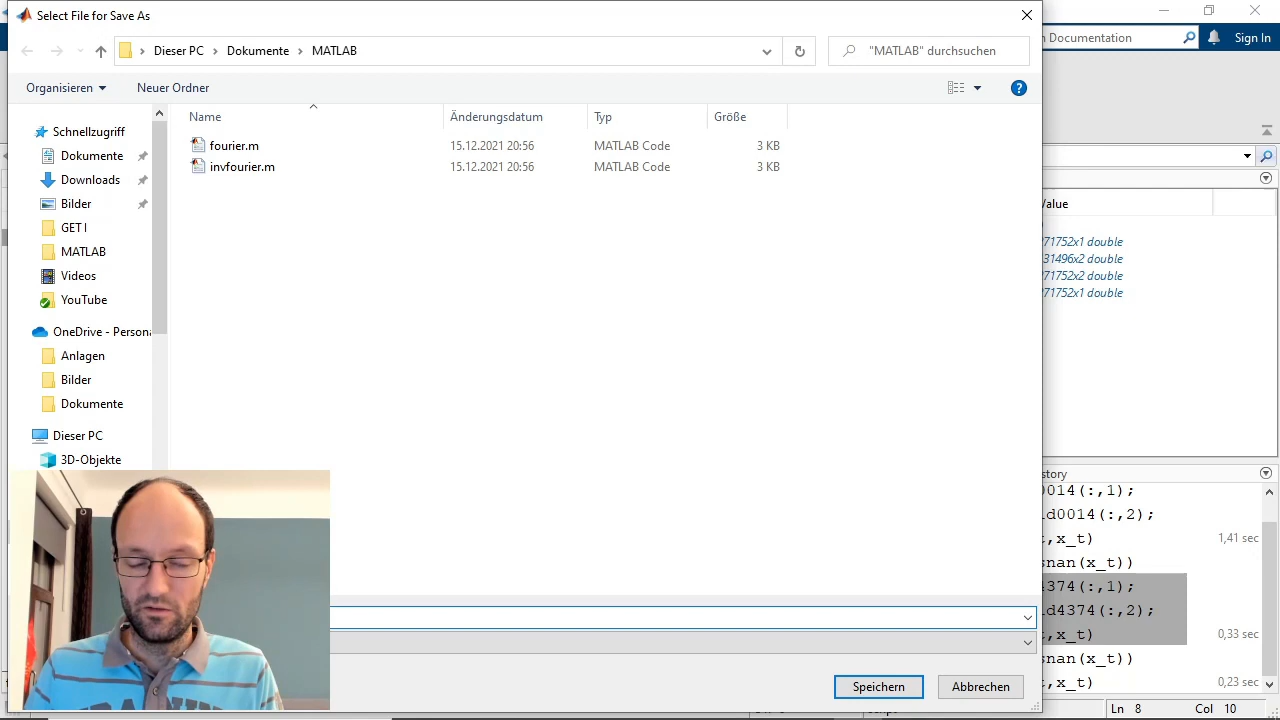 Select File for Save As
Dieser PC
Dokumente
MATLAB
"MATLAB" durchsuchen
Documentation
Sign In
Organisieren
Neuer Ordner
Name
Änderungsdatum
Typ
Größe
fourier.m
15.12.2021 20:56
MATLAB Code
3 KB
invfourier.m
15.12.2021 20:56
MATLAB Code
3 KB
Schnellzugriff
Dokumente
Downloads
Bilder
GET I
MATLAB
Videos
YouTube
OneDrive - Persona
Anlagen
Bilder
Dokumente
Dieser PC
3D-Objekte
Value
71752x1 double
31496x2 double
71752x2 double
71752x1 double
story
0014(:,1);
d0014(:,2);
t,x_t)
1,41 sec
snan(x_t))
4374(:,1);
d4374(:,2);
t,x_t)
0,33 sec
snan(x_t))
t,x_t)
0,23 sec
Speichern
Abbrechen
Ln 8
Col 10